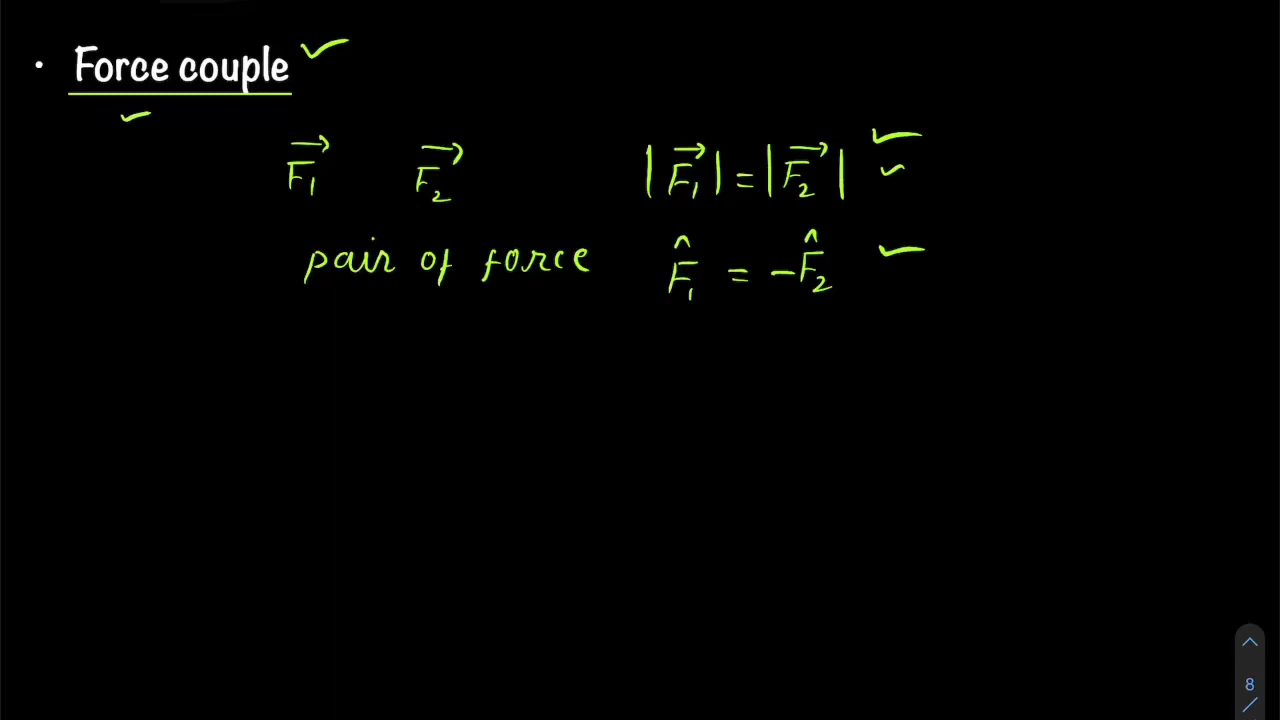 • Force couple ✓
F₁⃗ F₂⃗ |F₁⃗| = |F₂⃗|
pair of force F̂₁ = -F̂₂
8